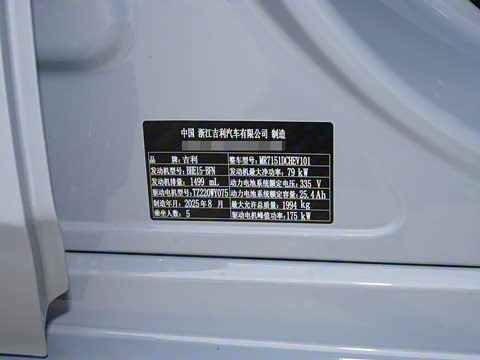 中国 浙江吉利汽车有限公司 制造
品 牌:吉利 整车型号:MR7151DCHEV101
发动机型号:BHE15-BFN 发动机最大净功率:79 kW
发动机排量:1499 mL 动力电池系统额定电压:335 V
驱动电机型号:TZ220WY075 动力电池系统额定容量:25.4Ah
制造年月:2025年8 月 最大允许总质量:1994 kg
乘坐人数:5 驱动电机峰值功率:175 kW